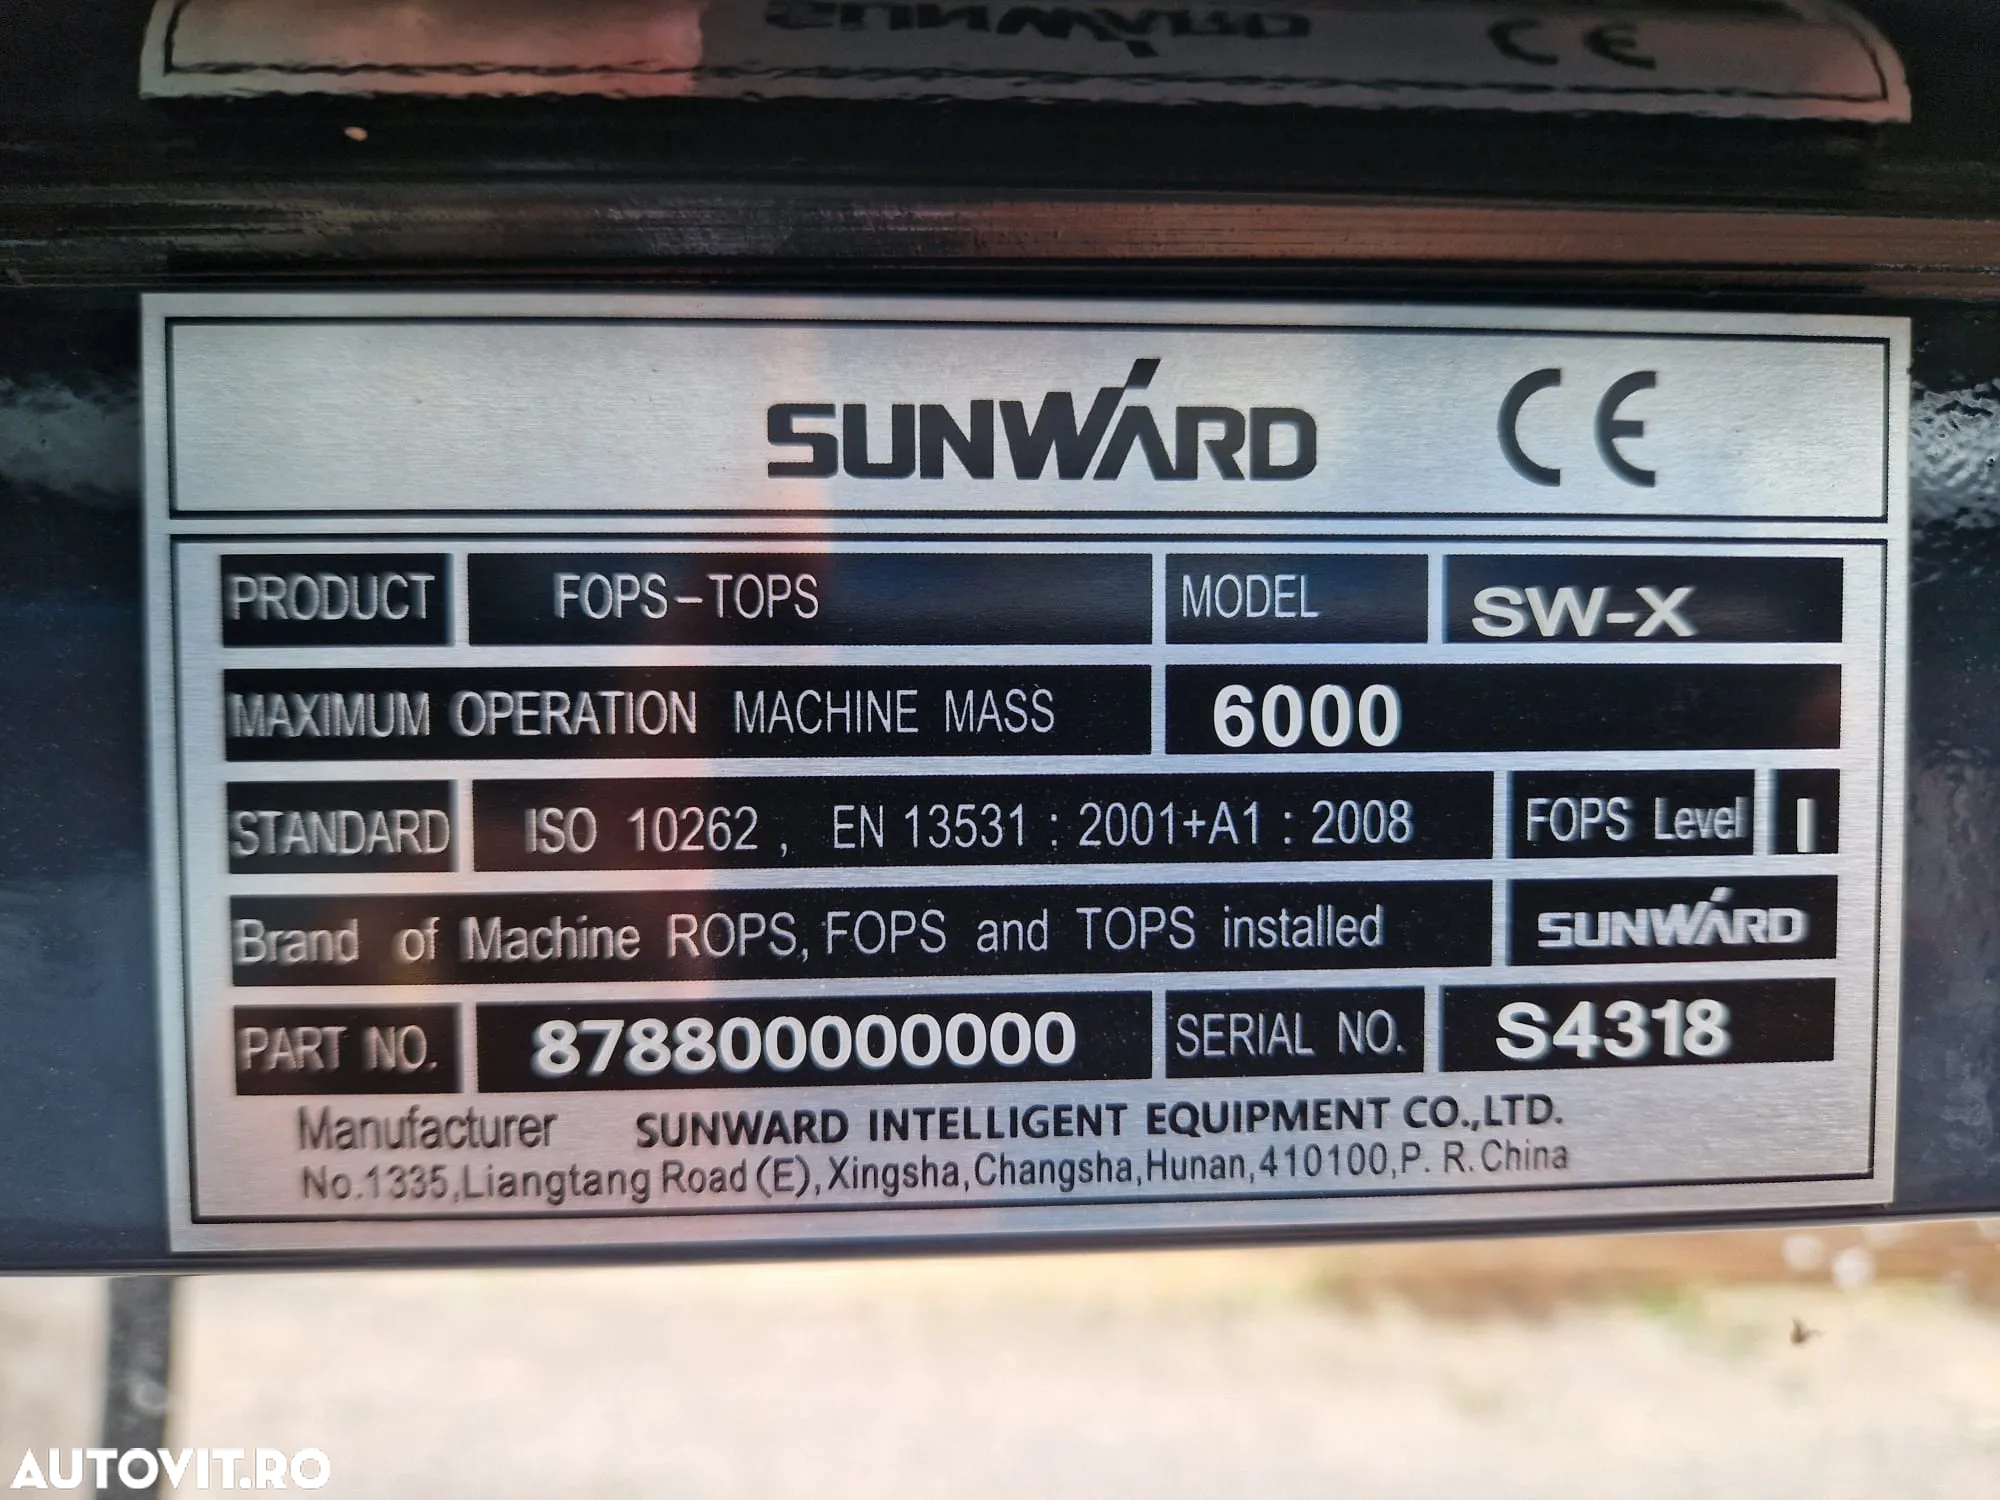 SUNWARD CE
SUNWARD CE
PRODUCT FOPS-TOPS MODEL SW-X
MAXIMUM OPERATION MACHINE MASS 6000
STANDARD ISO 10262, EN 13531:2001+A1:2008 FOPS Level I
Brand of Machine ROPS, FOPS and TOPS installed SUNWARD
PART NO. 878800000000 SERIAL NO. S4318
Manufacturer SUNWARD INTELLIGENT EQUIPMENT CO.,LTD.
No.1335,Liangtang Road(E),Xingsha,Changsha,Hunan,410100,P. R. China
AUTOVIT.RO